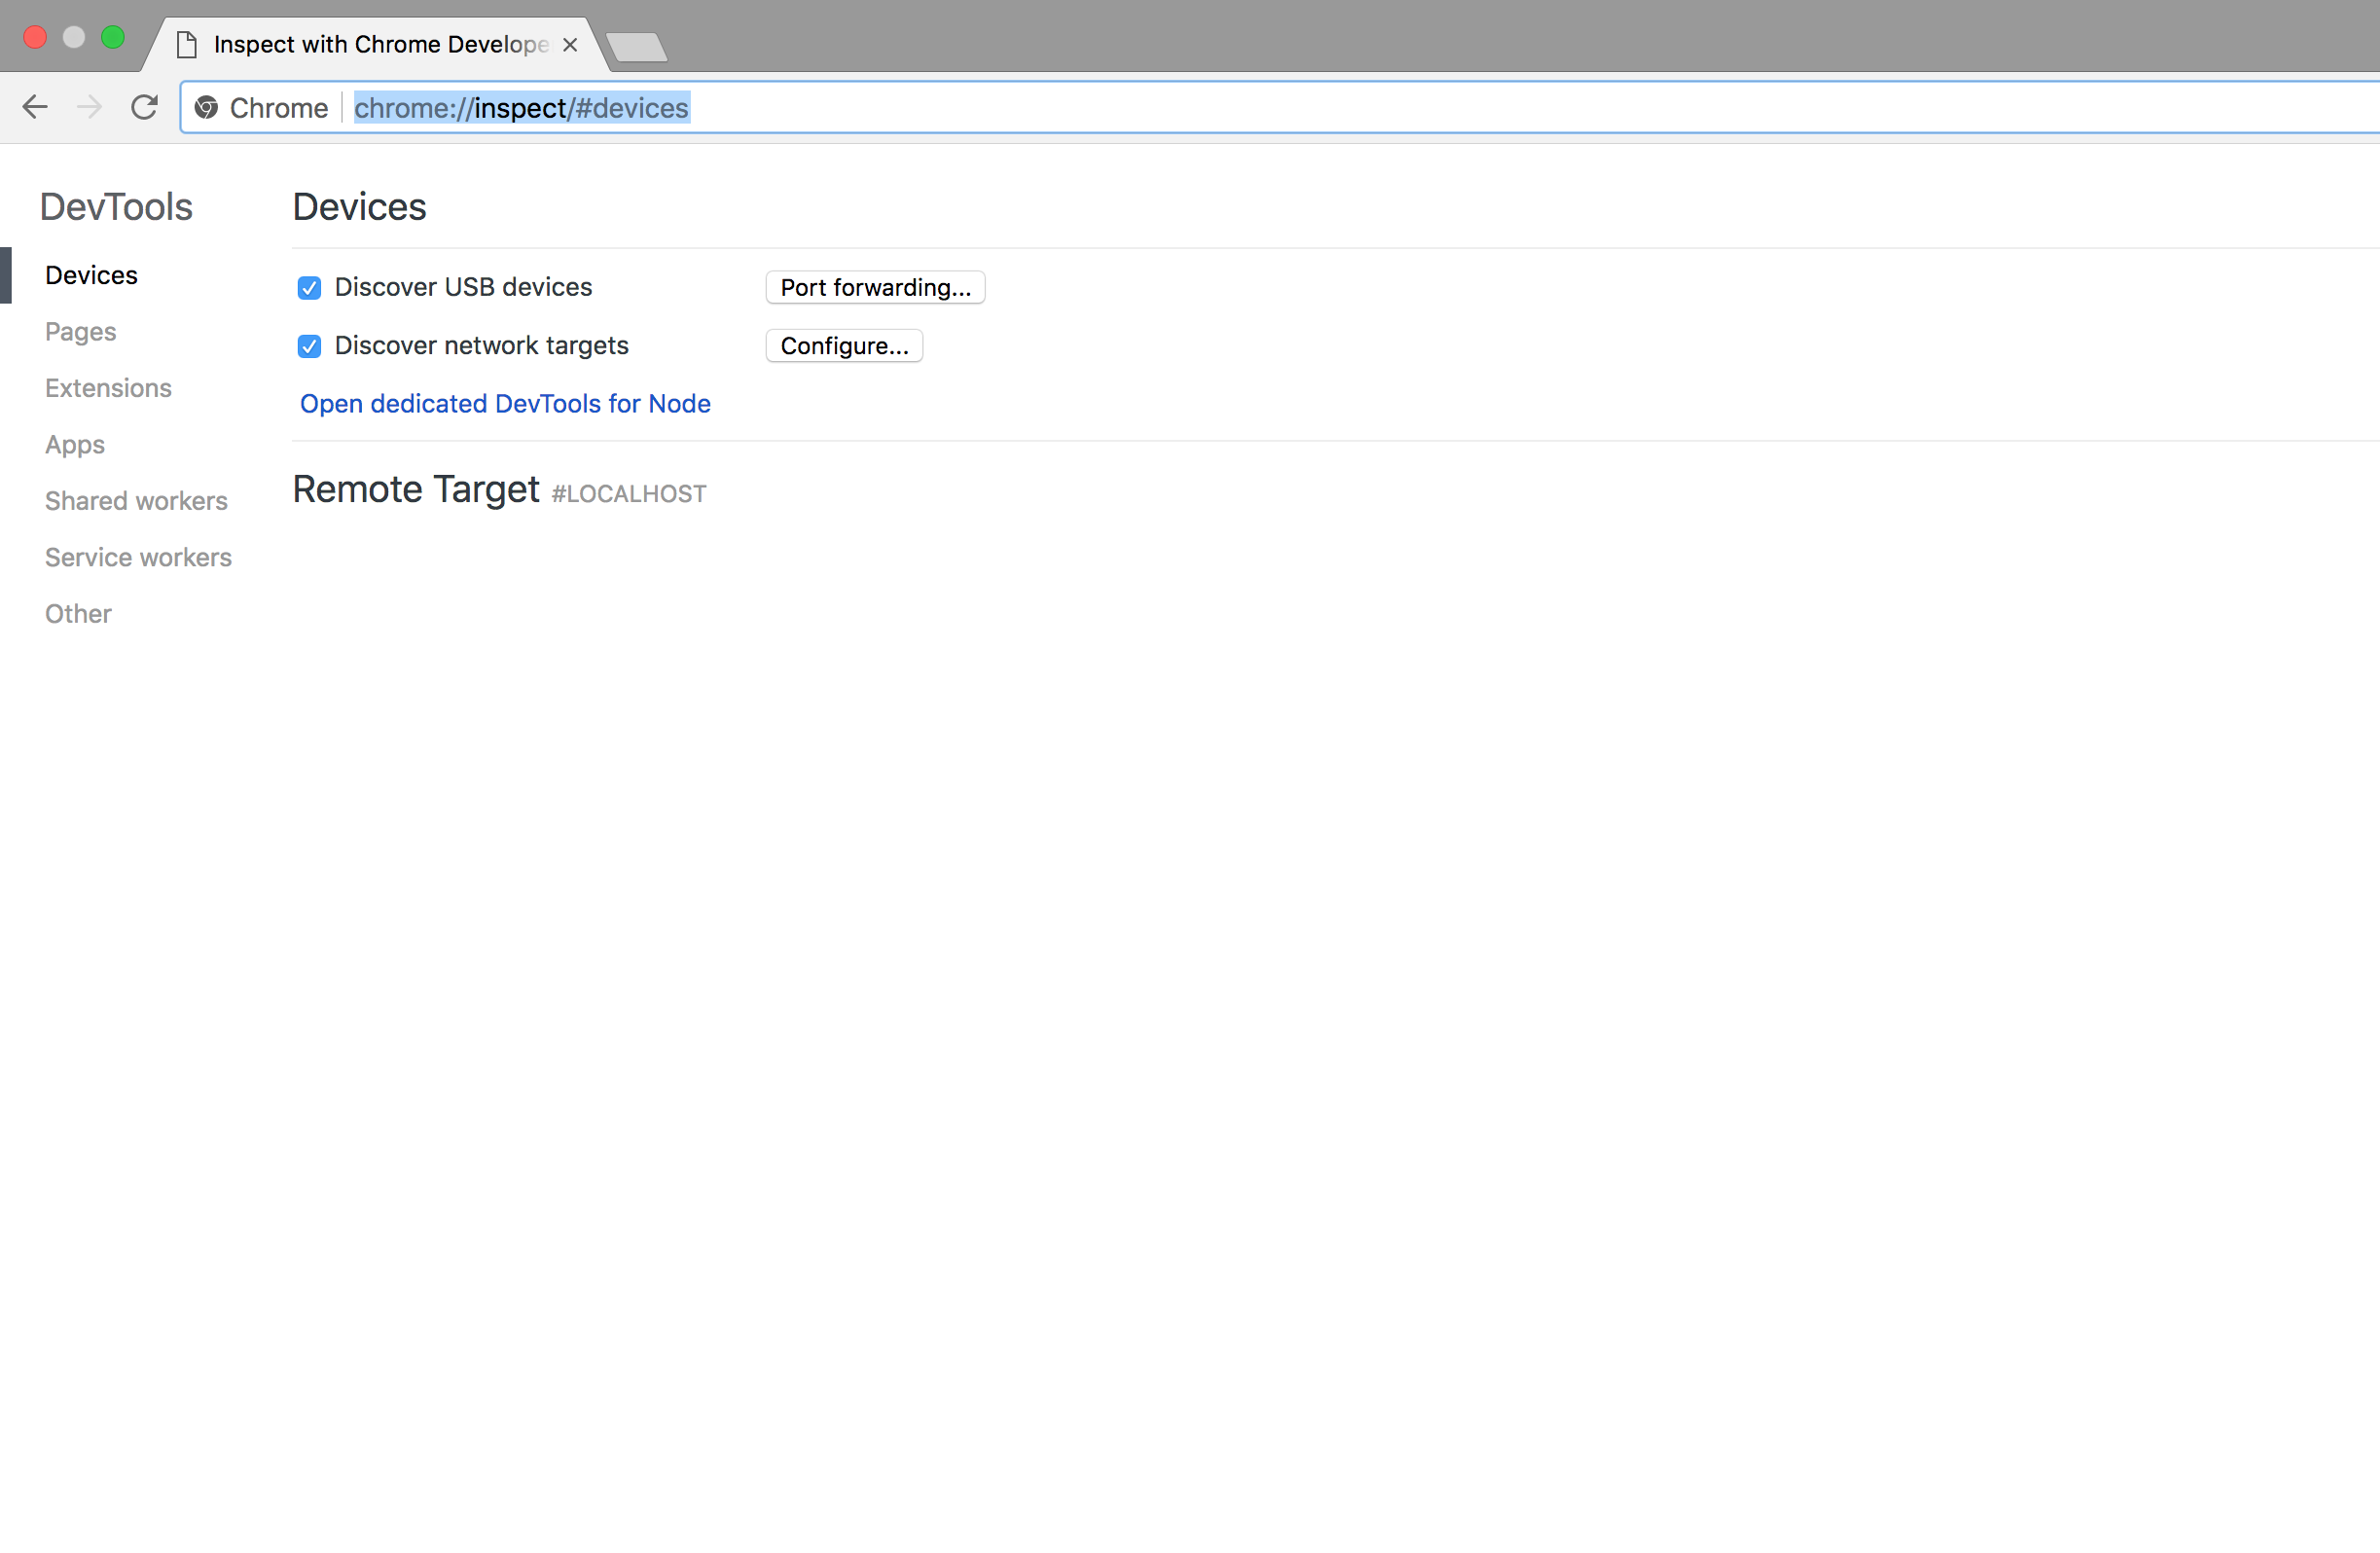 Inspect with Chrome Develope
Chrome chrome://inspect/#devices
DevTools
Devices
Pages
Extensions
Apps
Shared workers
Service workers
Other
Devices
Discover USB devices Port forwarding...
Discover network targets Configure...
Open dedicated DevTools for Node
Remote Target #LOCALHOST